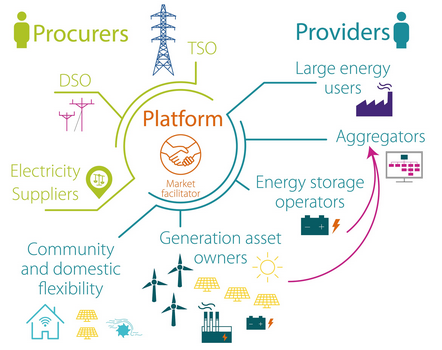 Procurers
Providers
TSO
DSO
Large energy
users
Platform
Market
facilitator
Aggregators
Electricity
Suppliers
Energy storage
operators
Generation asset
owners
Community
and domestic
flexibility